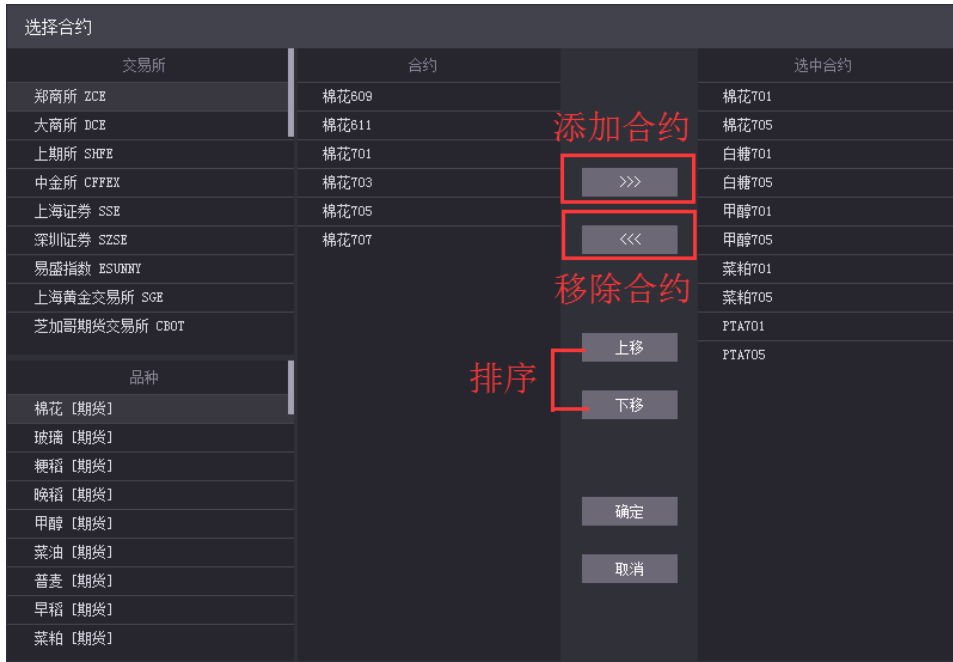 选择合约
交易所
郑商所 ZCE
大商所 DCE
上期所 SHFE
中金所 CFFEX
上海证券 SSE
深圳证券 SZSE
易盛指数 ESUNNY
上海黄金交易所 SGE
芝加哥期货交易所 CBOT
品种
棉花 [期货]
玻璃 [期货]
粳稻 [期货]
晚稻 [期货]
甲醇 [期货]
菜油 [期货]
普麦 [期货]
早稻 [期货]
菜粕 [期货]
合约
棉花609
棉花611
棉花701
棉花703
棉花705
棉花707
添加合约
>>>
<<<
移除合约
排序
上移
下移
确定
取消
选中合约
棉花701
棉花705
白糖701
白糖705
甲醇701
甲醇705
菜粕701
菜粕705
PTA701
PTA705